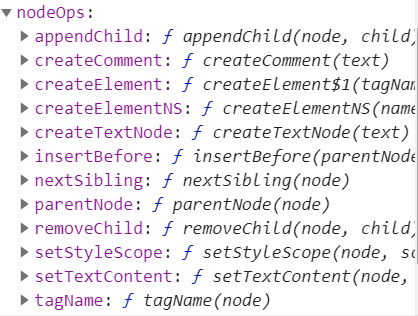 nodeOps:
appendChild: ƒ appendChild(node, child)
createComment: ƒ createComment(text)
createElement: ƒ createElement$1(tagNam
createElementNS: ƒ createElementNS(name
createTextNode: ƒ createTextNode(text)
insertBefore: ƒ insertBefore(parentNode
nextSibling: ƒ nextSibling(node)
parentNode: ƒ parentNode(node)
removeChild: ƒ removeChild(node, child)
setStyleScope: ƒ setStyleScope(node, sc
setTextContent: ƒ setTextContent(node,
tagName: ƒ tagName(node)